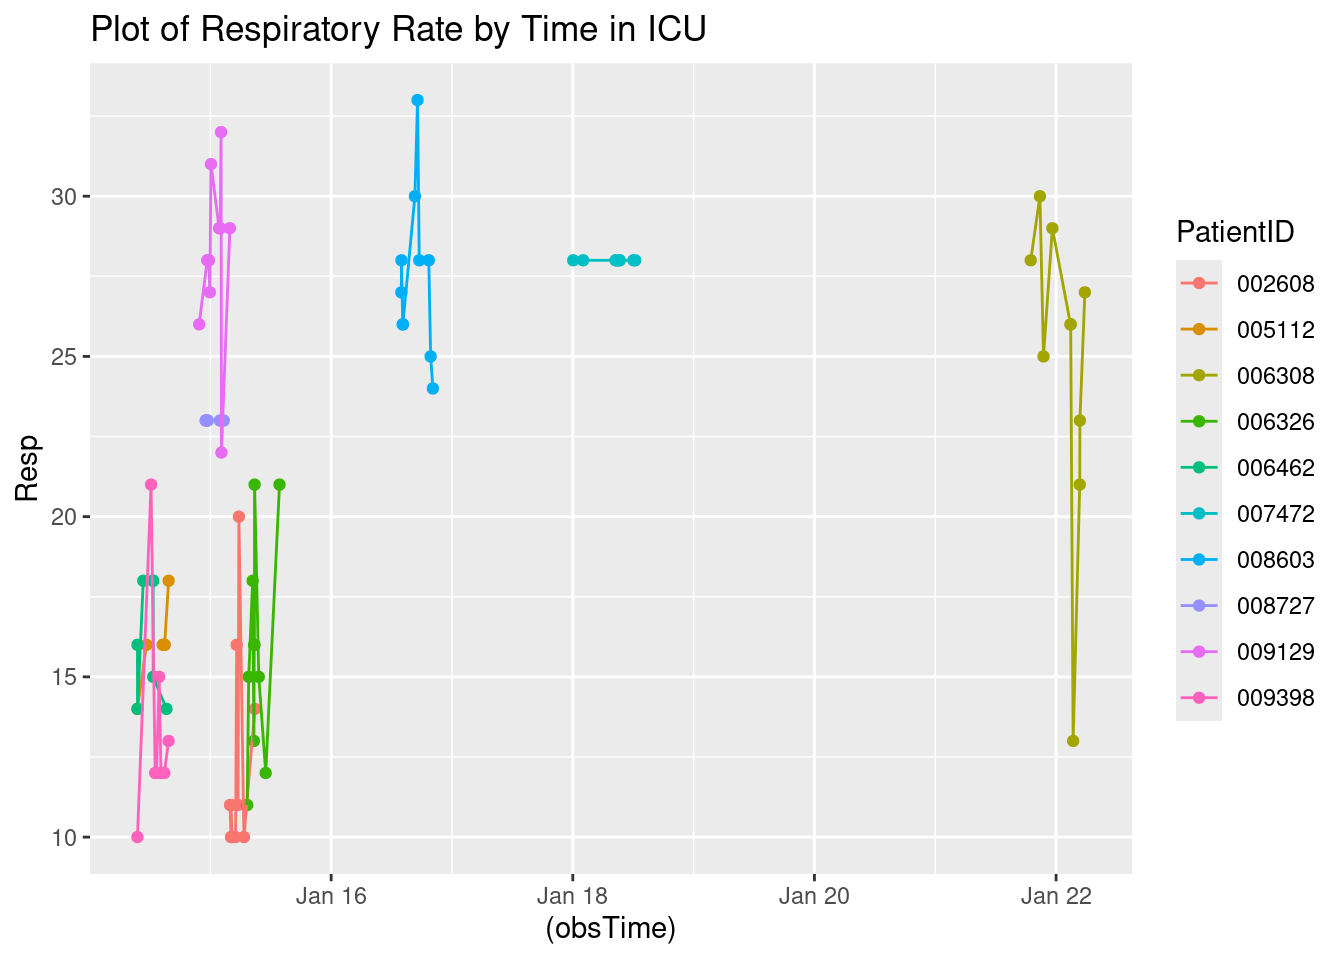 Plot of Respiratory Rate by Time in ICU
30
25
20
15
10
Resp
Jan 16
Jan 18
Jan 20
Jan 22
(obsTime)
PatientID
002608
005112
006308
006326
006462
007472
008603
008727
009129
009398